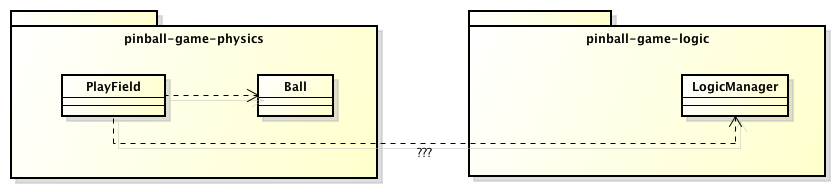 pinball-game-physics
pinball-game-logic
PlayField
Ball
LogicManager
???